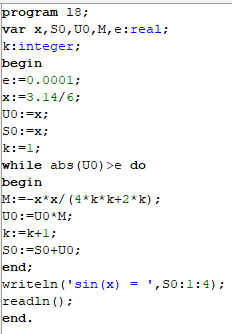 program l8;
var x,S0,U0,M,e:real;
k:integer;
begin
e:=0.0001;
x:=3.14/6;
U0:=x;
S0:=x;
k:=1;
while abs(U0)>e do
begin
M:=-x*x/(4*k*k+2*k);
U0:=U0*M;
k:=k+1;
S0:=S0+U0;
end;
writeln('sin(x) = ',S0:1:4);
readln();
end.